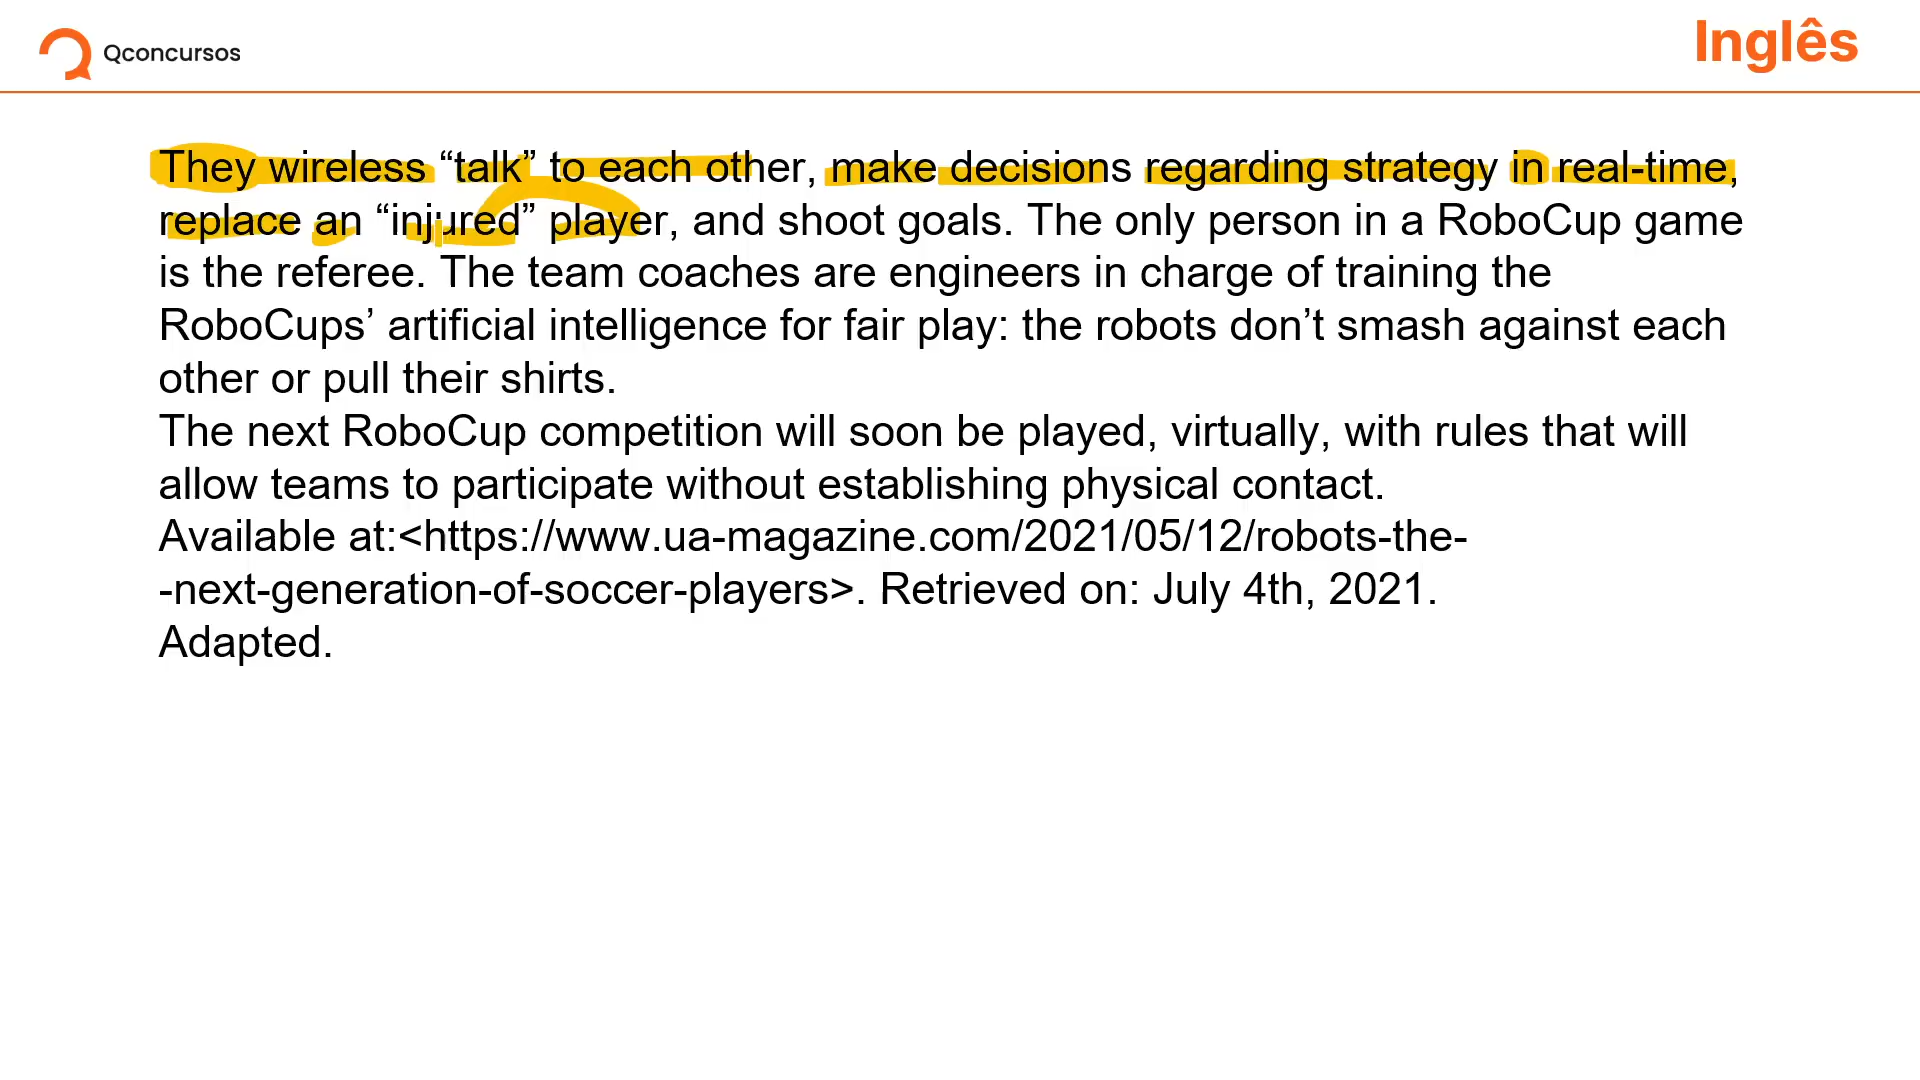 Qconcursos
Inglês
They wireless “talk” to each other, make decisions regarding strategy in real-time,
replace an “injured” player, and shoot goals. The only person in a RoboCup game
is the referee. The team coaches are engineers in charge of training the
RoboCups’ artificial intelligence for fair play: the robots don’t smash against each
other or pull their shirts.
The next RoboCup competition will soon be played, virtually, with rules that will
allow teams to participate without establishing physical contact.
Available at:<https://www.ua-magazine.com/2021/05/12/robots-the-
-next-generation-of-soccer-players>. Retrieved on: July 4th, 2021.
Adapted.